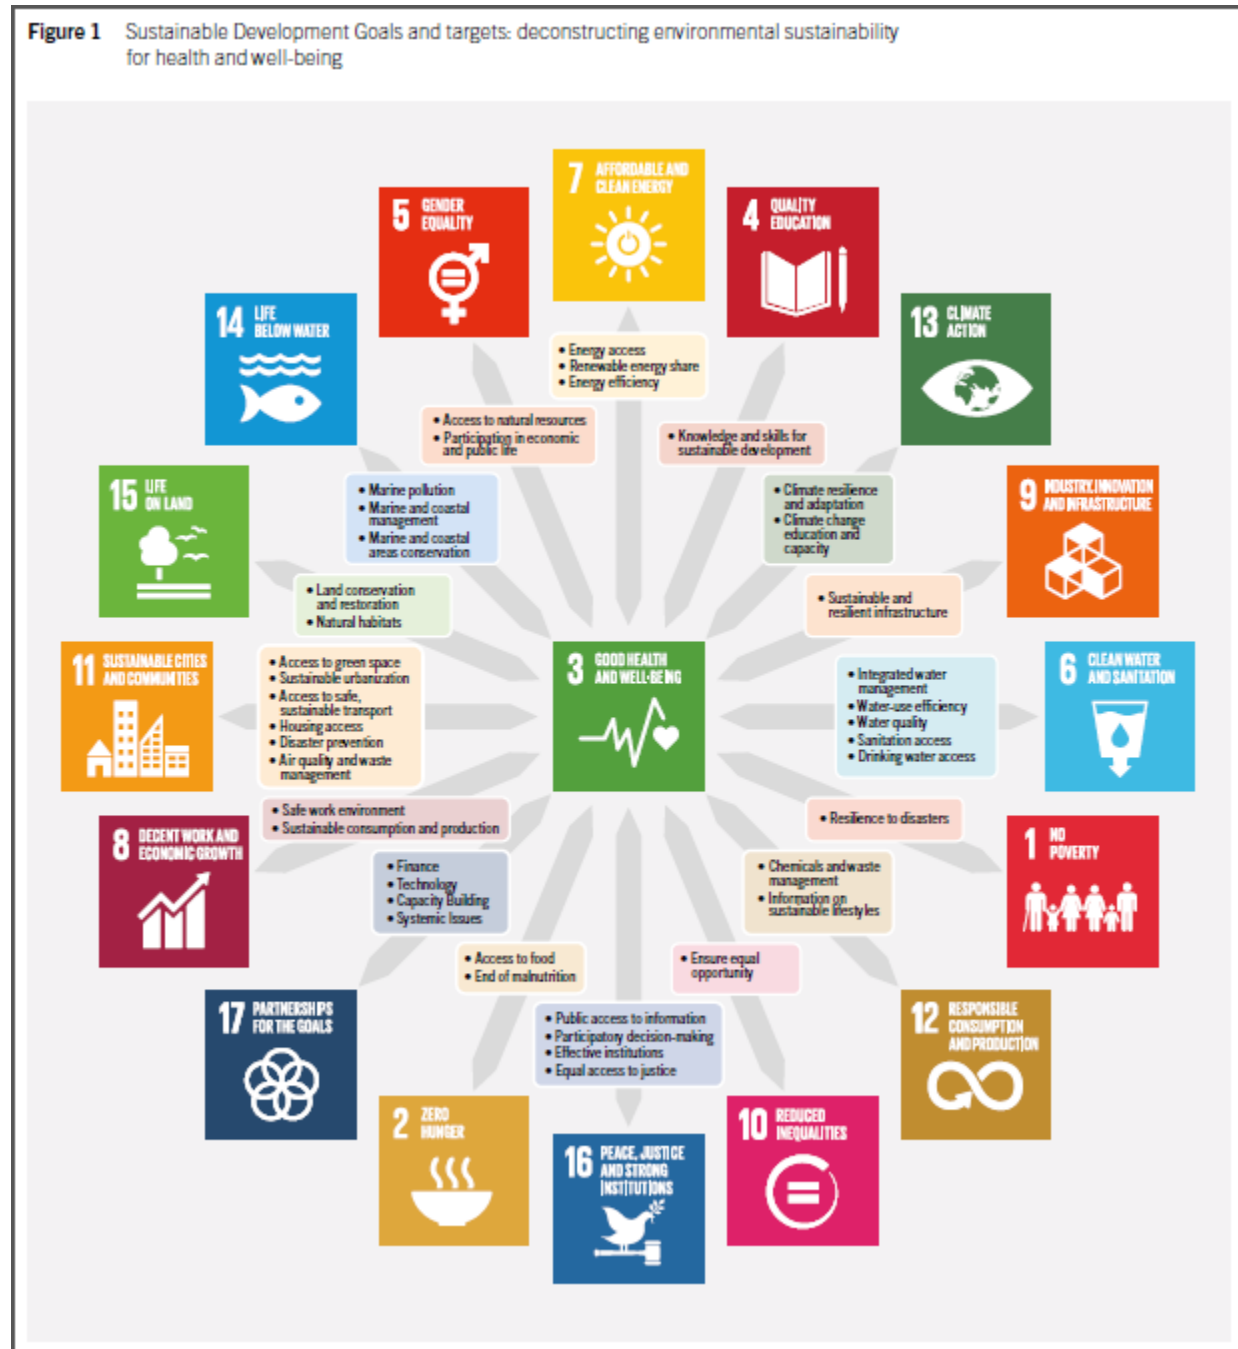 Figure 1 Sustainable Development Goals and targets: deconstructing environmental sustainability
for health and well-being
7 AFFORDABLE AND
CLEAN ENERGY
5 GENDER
EQUALITY
4 QUALITY
EDUCATION
14 LIFE
BELOW WATER
13 CLIMATE
ACTION
• Energy access
• Renewable energy share
• Energy efficiency
• Access to natural resources
• Participation in economic
and public life
• Knowledge and skills for
sustainable development
15 LIFE
ON LAND
• Marine pollution
• Marine and coastal
management
• Marine and coastal
areas conservation
• Climate resilience
and adaptation
• Climate change
education and
capacity
9 INDUSTRY, INNOVATION
AND INFRASTRUCTURE
• Land conservation
and restoration
• Natural habitats
• Sustainable and
resilient infrastructure
11 SUSTAINABLE CITIES
AND COMMUNITIES
• Access to green space
• Sustainable urbanization
• Access to safe,
sustainable transport
• Housing access
• Disaster prevention
• Air quality and waste
management
3 GOOD HEALTH
AND WELL-BEING
• Integrated water
management
• Water-use efficiency
• Water quality
• Sanitation access
• Drinking water access
6 CLEAN WATER
AND SANITATION
• Safe work environment
• Sustainable consumption and production
• Resilience to disasters
8 DECENT WORK AND
ECONOMIC GROWTH
1 NO
POVERTY
• Finance
• Technology
• Capacity Building
• Systemic Issues
• Chemicals and waste
management
• Information on
sustainable lifestyles
• Access to food
• End of malnutrition
• Ensure equal
opportunity
17 PARTNERSHIPS
FOR THE GOALS
• Public access to information
• Participatory decision-making
• Effective institutions
• Equal access to justice
12 RESPONSIBLE
CONSUMPTION
AND PRODUCTION
2 ZERO
HUNGER
16 PEACE, JUSTICE
AND STRONG
INSTITUTIONS
10 REDUCED
INEQUALITIES